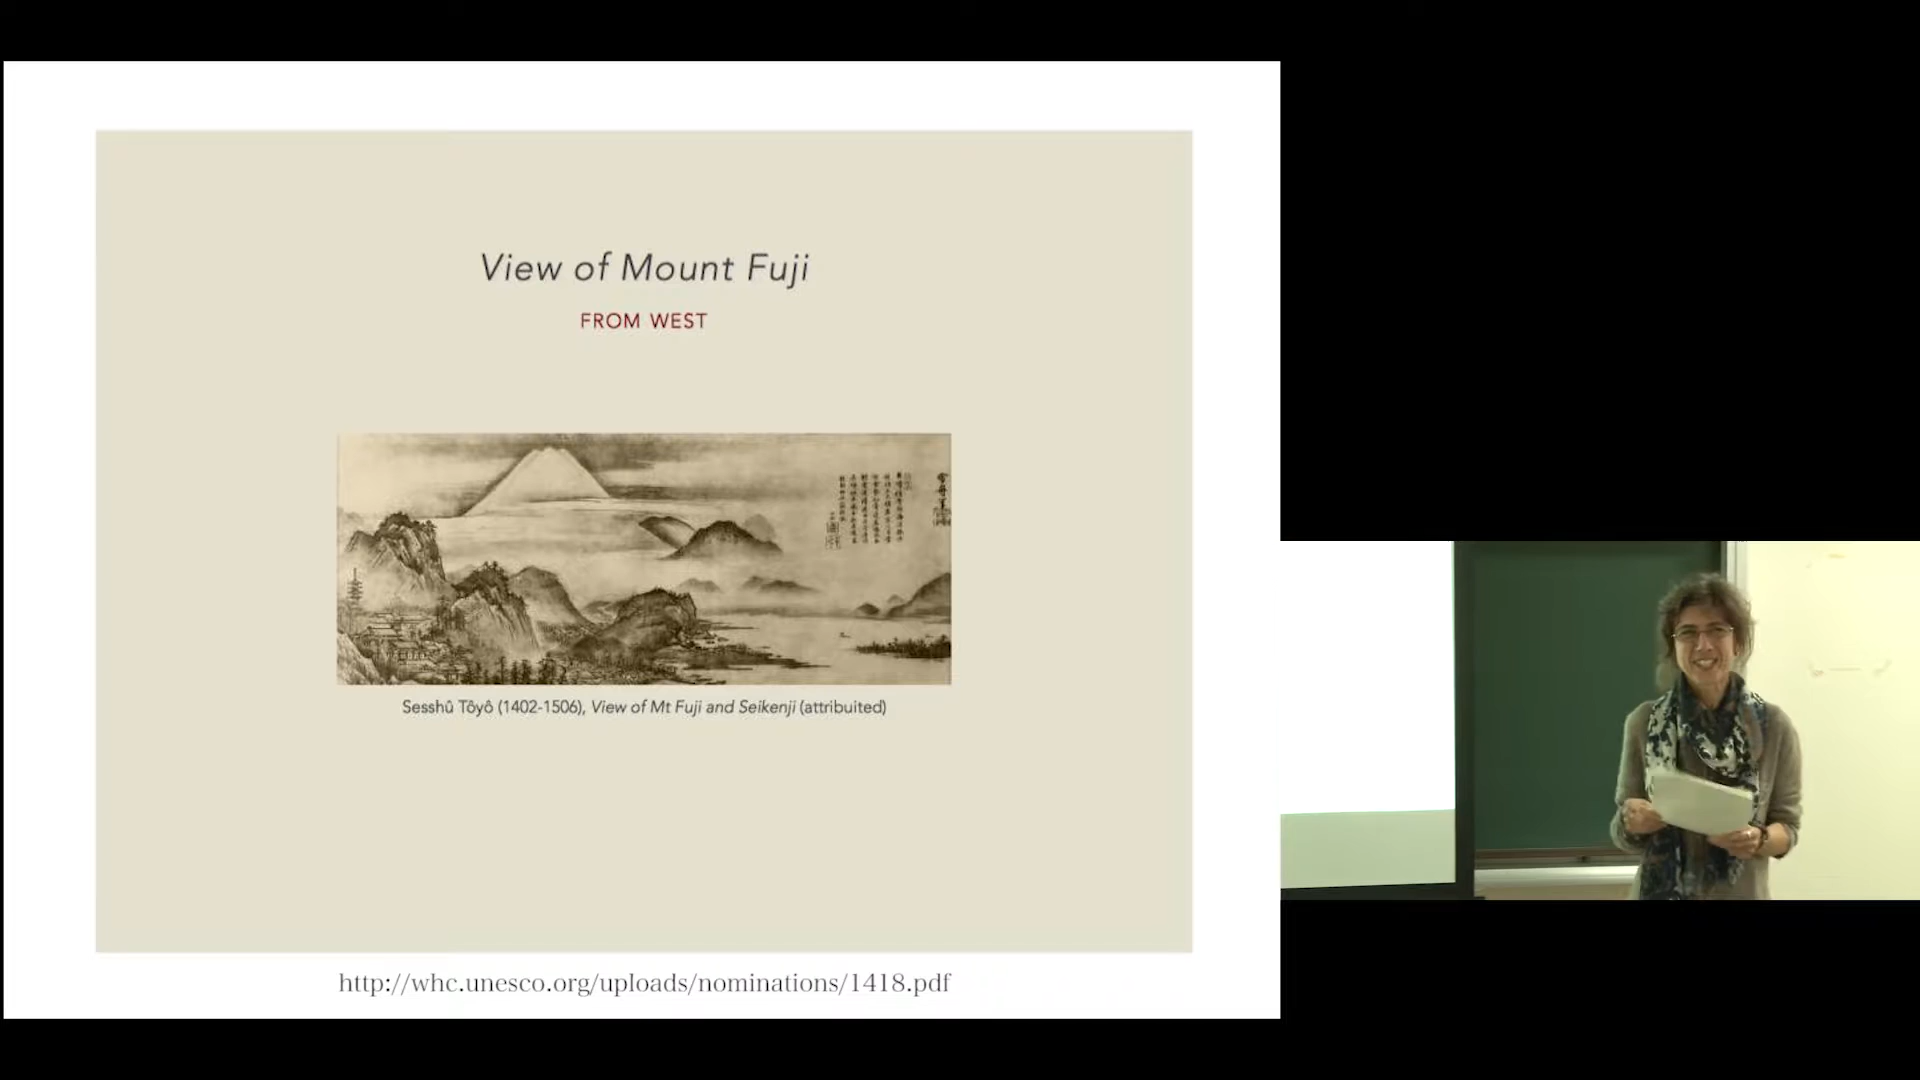 View of Mount Fuji
FROM WEST
Sesshû Tôyô (1402-1506), View of Mt Fuji and Seikenji (attribuited)
http://whc.unesco.org/uploads/nominations/1418.pdf